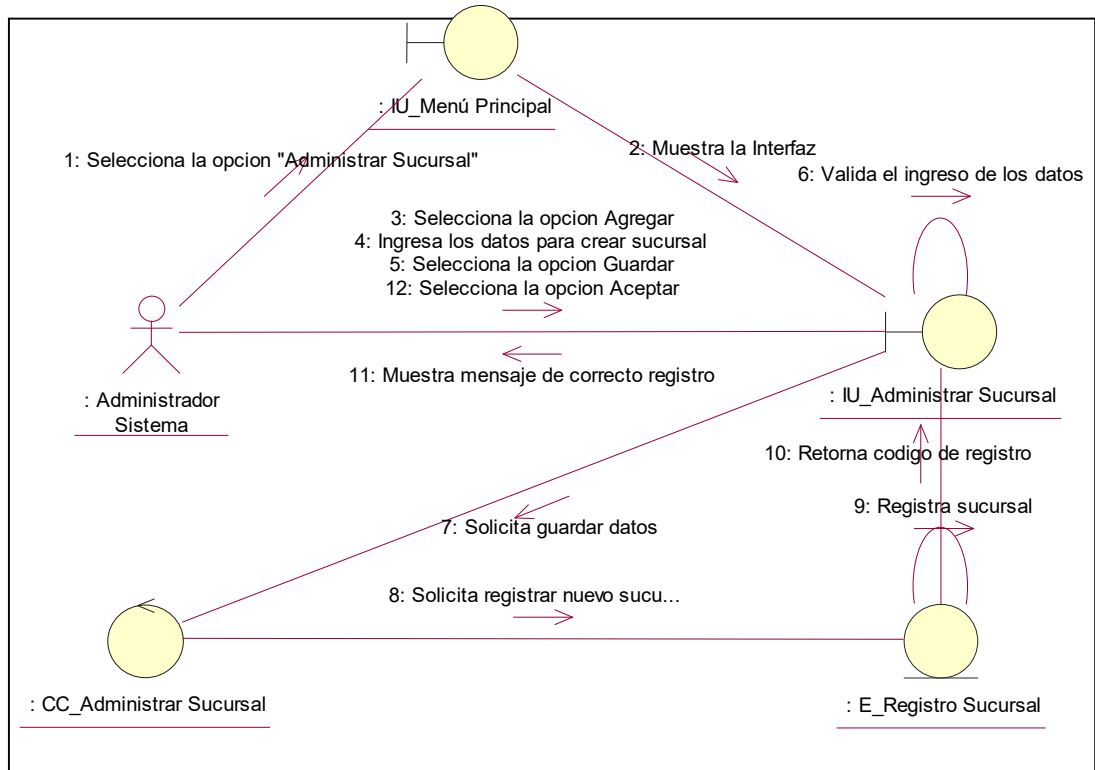 : IU_Menú Principal
1: Selecciona la opcion "Administrar Sucursal"
2: Muestra la Interfaz
6: Valida el ingreso de los datos
3: Selecciona la opcion Agregar
4: Ingresa los datos para crear sucursal
5: Selecciona la opcion Guardar
12: Selecciona la opcion Aceptar
11: Muestra mensaje de correcto registro
: Administrador
Sistema
: IU_Administrar Sucursal
10: Retorna codigo de registro
9: Registra sucursal
7: Solicita guardar datos
8: Solicita registrar nuevo sucu...
: CC_Administrar Sucursal
: E_Registro Sucursal